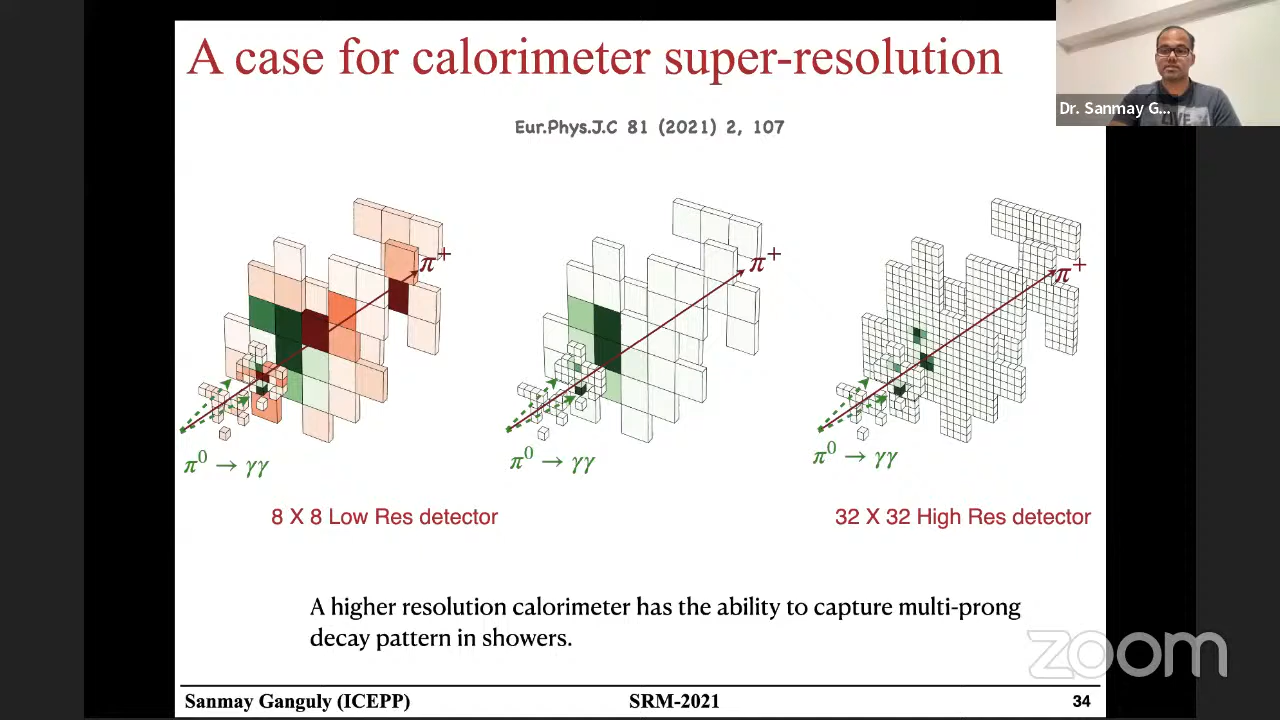 A case for calorimeter super-resolution
Dr. Sanmay G...
Eur.Phys.J.C 81 (2021) 2, 107
π⁺
π⁺
π⁺
π⁰ → γγ
π⁰ → γγ
π⁰ → γγ
8 X 8 Low Res detector
32 X 32 High Res detector
A higher resolution calorimeter has the ability to capture multi-prong
decay pattern in showers.
zoom
Sanmay Ganguly (ICEPP)
SRM-2021
34